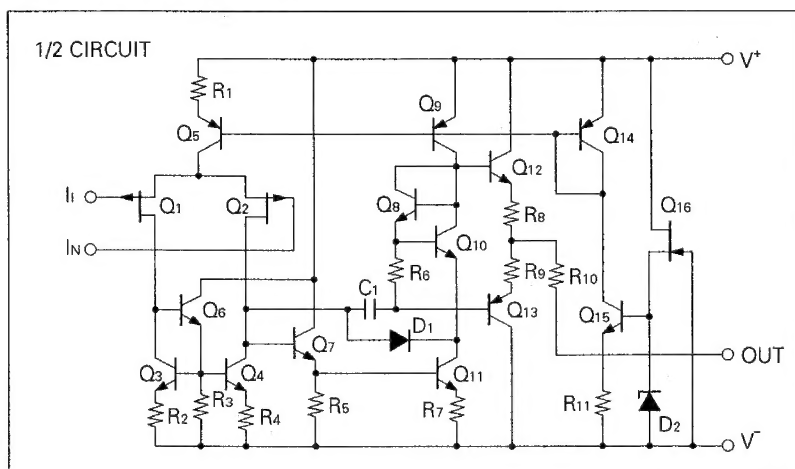 1/2 CIRCUIT
V+
R1
Q9
Q5
Q14
Q12
II
Q1
Q2
Q8
R8
Q16
IN
Q10
R6
R9
R10
C1
Q13
Q6
D1
Q15
Q7
OUT
Q3
Q4
Q11
R2
R3
R4
R5
R7
R11
D2
V-